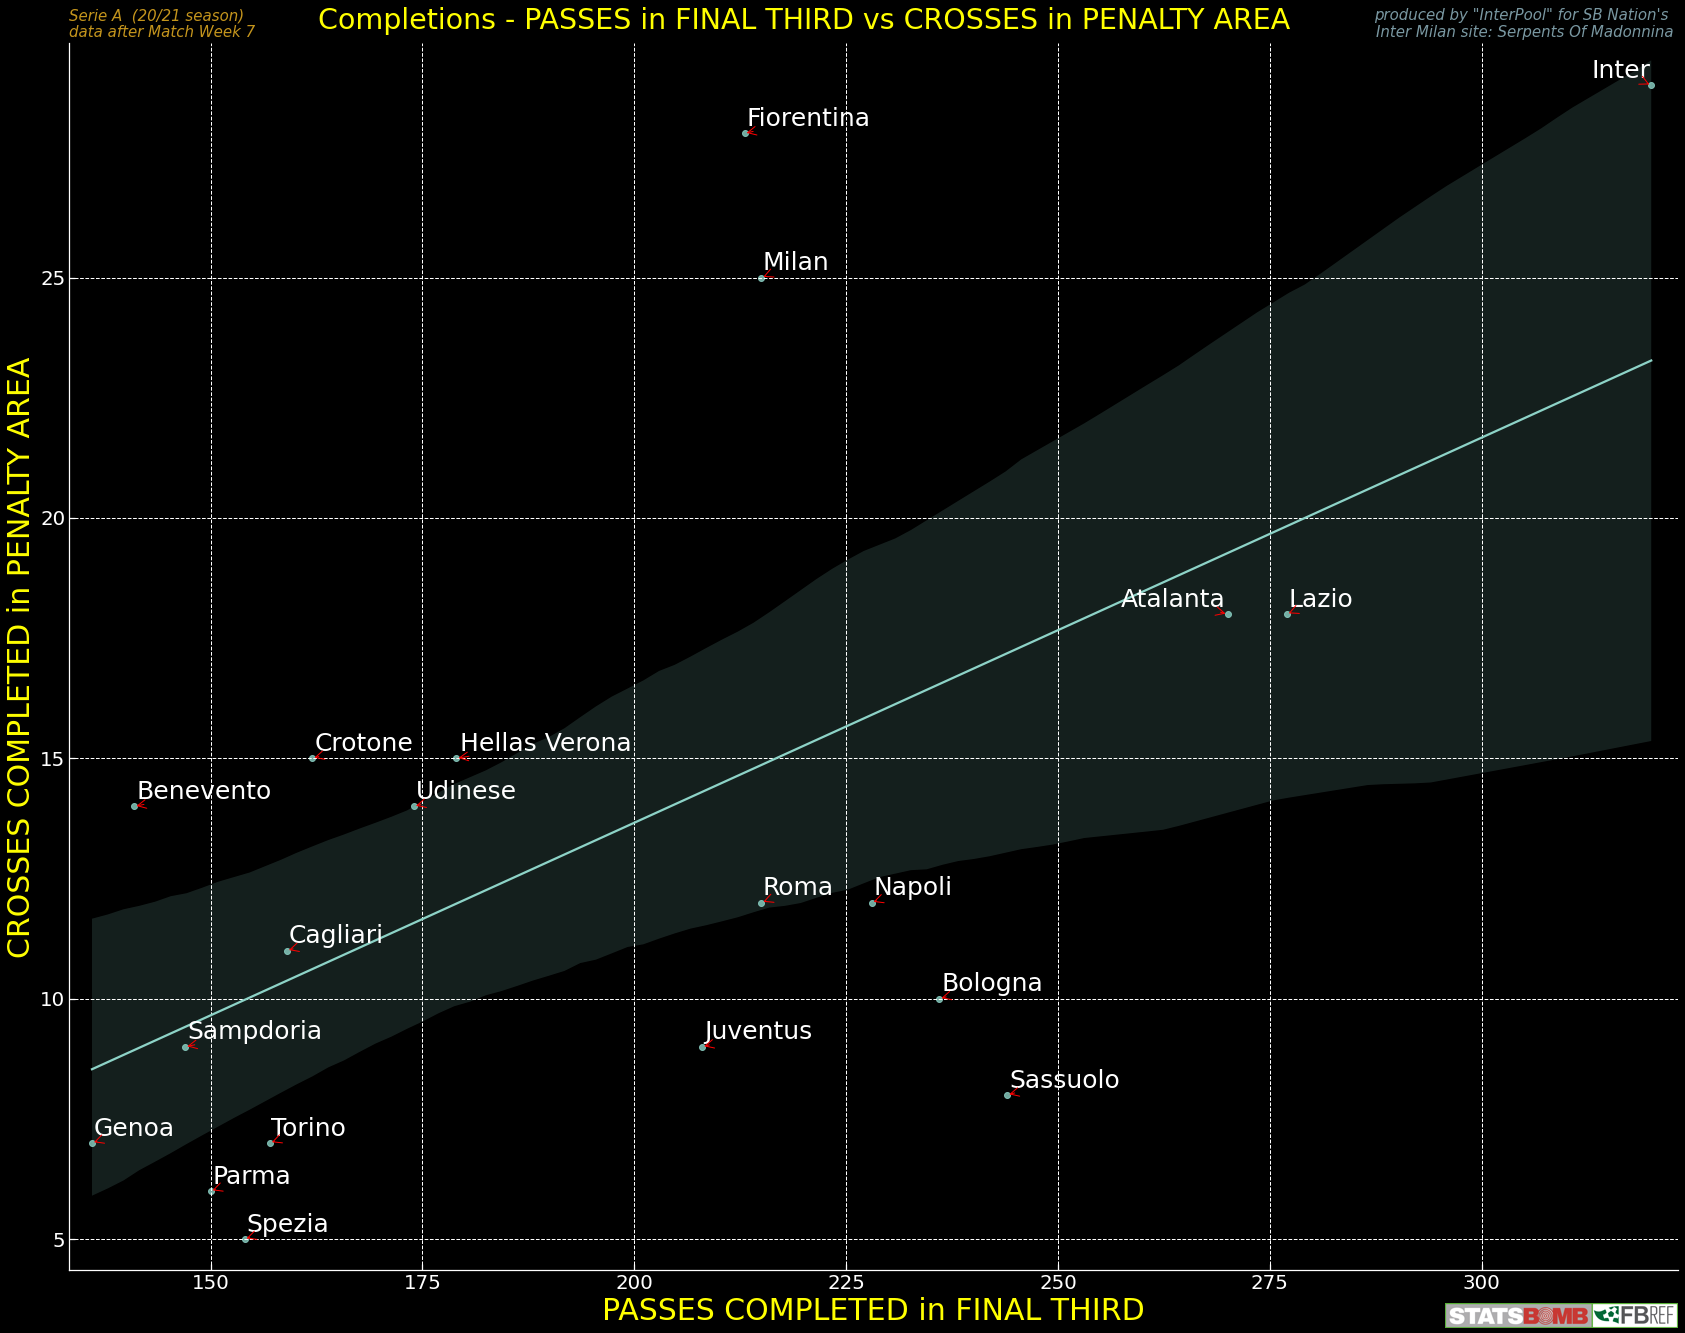 Serie A  (20/21 season)
data after Match Week 7
Completions - PASSES in FINAL THIRD vs CROSSES in PENALTY AREA
produced by "InterPool" for SB Nation's
Inter Milan site: Serpents Of Madonnina
Inter
Fiorentina
Milan
25
20
Atalanta
Lazio
Crotone
Hellas Verona
15
Benevento
Udinese
Roma
Napoli
Cagliari
Bologna
10
Sampdoria
Juventus
Sassuolo
Genoa
Torino
Parma
Spezia
5
CROSSES COMPLETED in PENALTY AREA
150
175
200
225
250
275
300
PASSES COMPLETED in FINAL THIRD
STATSBOMB
FBREF